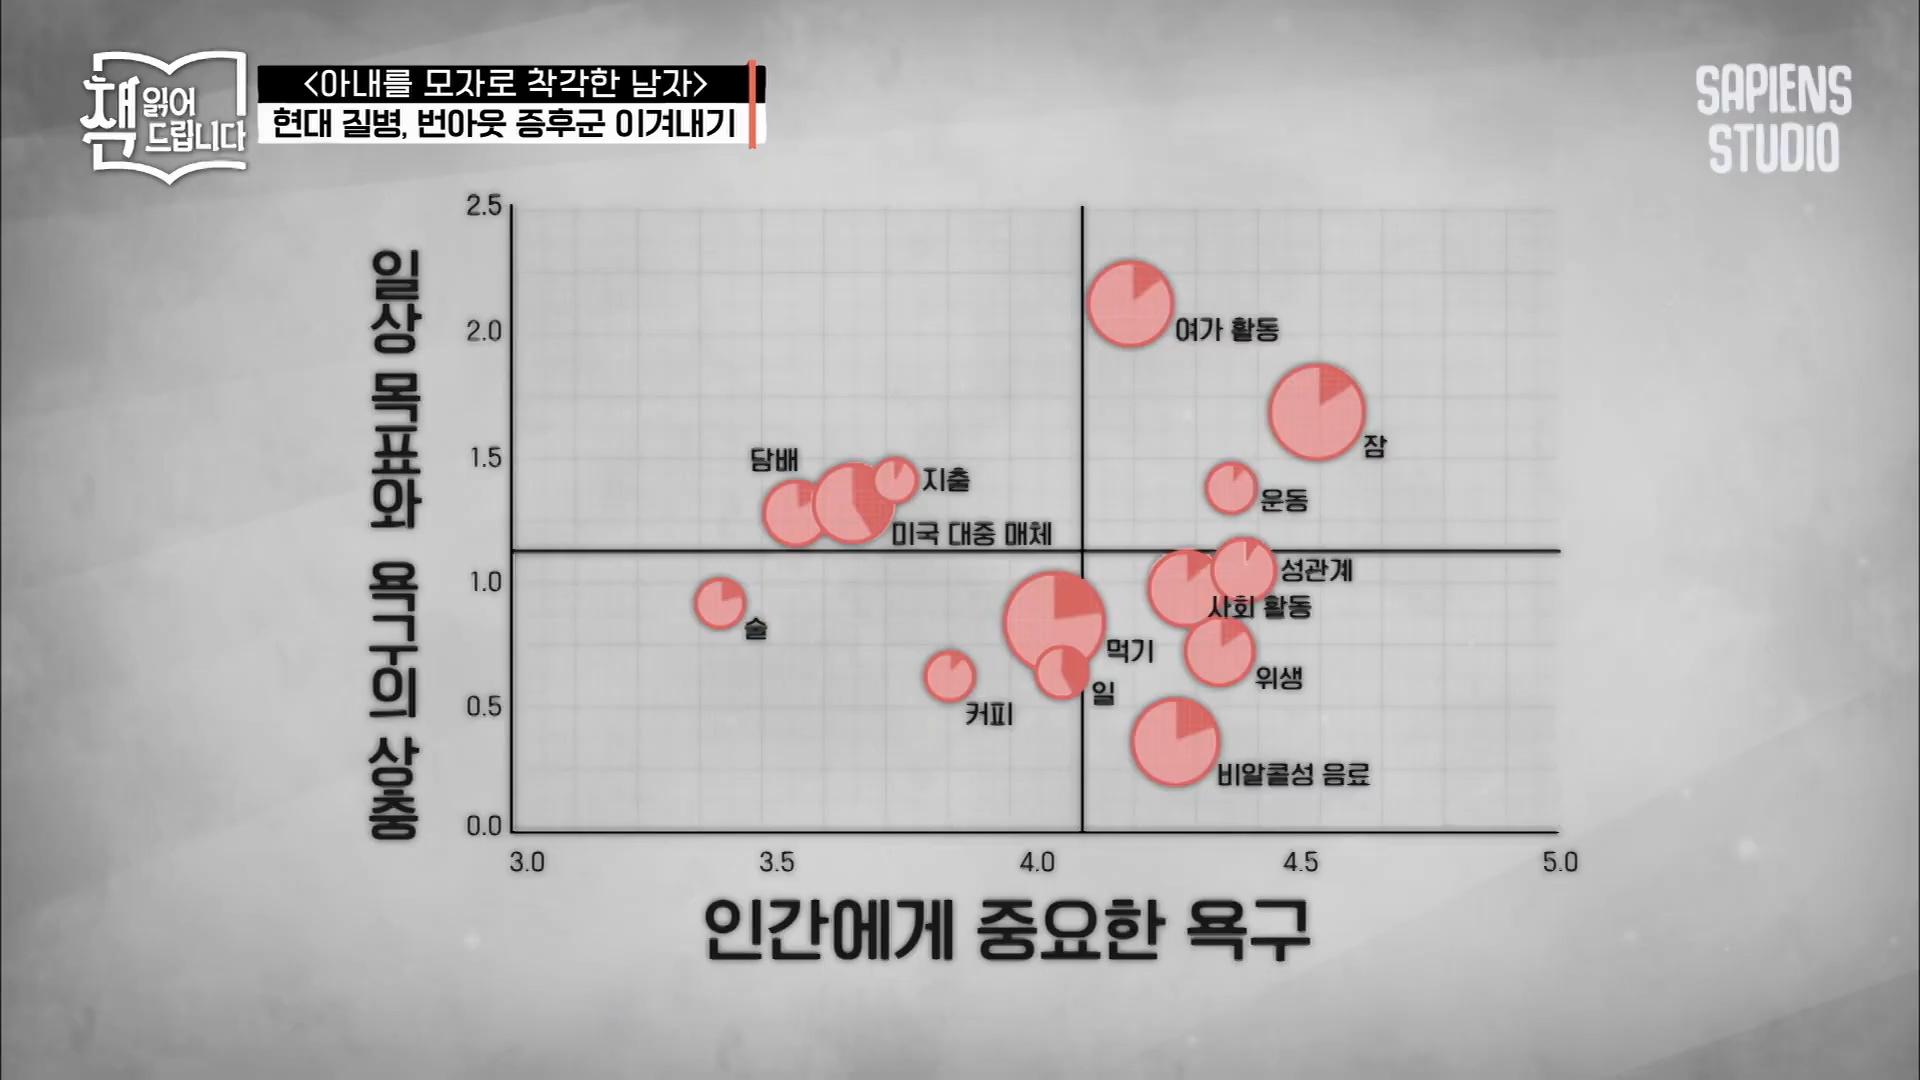 책 읽어
드립니다
<아내를 모자로 착각한 남자>
현대 질병, 번아웃 증후군 이겨내기
SAPIENS
STUDIO
일상 목표와 욕구의 상충
2.5
2.0
1.5
1.0
0.5
0.0
여가 활동
잠
담배
지출
운동
미국 대중 매체
성관계
사회 활동
술
먹기
위생
일
커피
비알콜성 음료
3.0
3.5
4.0
4.5
5.0
인간에게 중요한 욕구